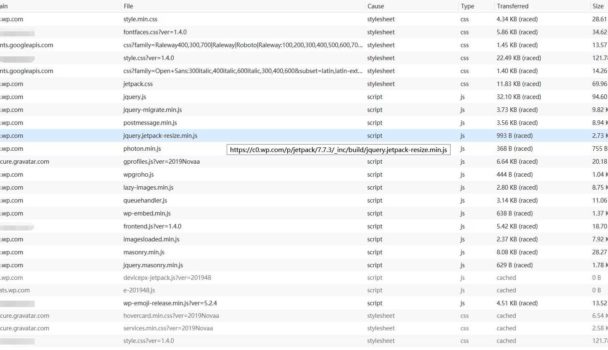 ain File Cause Type Transferred Size
.wp.com style.min.css stylesheet css 4.34 KB (raced) 28.61
fontfaces.css?ver=1.4.0 stylesheet css 5.86 KB (raced) 34.62
nts.googleapis.com css?family=Raleway400,300,700|Raleway|Roboto|Raleway:100,200,300,400,500,600,70... stylesheet css 1.45 KB (raced) 13.57
style.css?ver=1.4.0 stylesheet css 22.49 KB (raced) 121.7
nts.googleapis.com css?family=Open+Sans:300italic,400italic,600italic,300,400,600&subset=latin,latin-ext... stylesheet css 1.40 KB (raced) 14.26
.wp.com jetpack.css stylesheet css 11.83 KB (raced) 69.96
.wp.com jquery.js script js 32.10 KB (raced) 94.60
.wp.com jquery-migrate.min.js script js 3.73 KB (raced) 9.82 K
.wp.com postmessage.min.js script js 3.56 KB (raced) 8.94 K
.wp.com jquery.jetpack-resize.min.js script js 993 B (raced) 2.73 K
.wp.com photon.min.js https://c0.wp.com/p/jetpack/7.7.3/_inc/build/jquery.jetpack-resize.min.js js 368 B (raced) 755 B
cure.gravatar.com gprofiles.js?ver=2019Novaa script js 6.64 KB (raced) 20.18
.wp.com wpgroho.js script js 444 B (raced) 1.04 K
.wp.com lazy-images.min.js script js 2.80 KB (raced) 8.75 K
.wp.com queuehandler.js script js 3.14 KB (raced) 11.06
.wp.com wp-embed.min.js script js 638 B (raced) 1.37 K
frontend.js?ver=1.4.0 script js 5.42 KB (raced) 18.70
.wp.com imagesloaded.min.js script js 2.37 KB (raced) 7.92 K
.wp.com masonry.min.js script js 8.08 KB (raced) 28.27
.wp.com jquery.masonry.min.js script js 629 B (raced) 1.78 K
.wp.com devicepx-jetpack.js?ver=201948 script js cached 0 B
ats.wp.com e-201948.js script js cached 0 B
wp-emoji-release.min.js?ver=5.2.4 script js 4.51 KB (raced) 13.52
cure.gravatar.com hovercard.min.css?ver=2019Novaa stylesheet css cached 6.54 K
cure.gravatar.com services.min.css?ver=2019Novaa stylesheet css cached 2.58 K
style.css?ver=1.4.0 stylesheet css cached 121.7